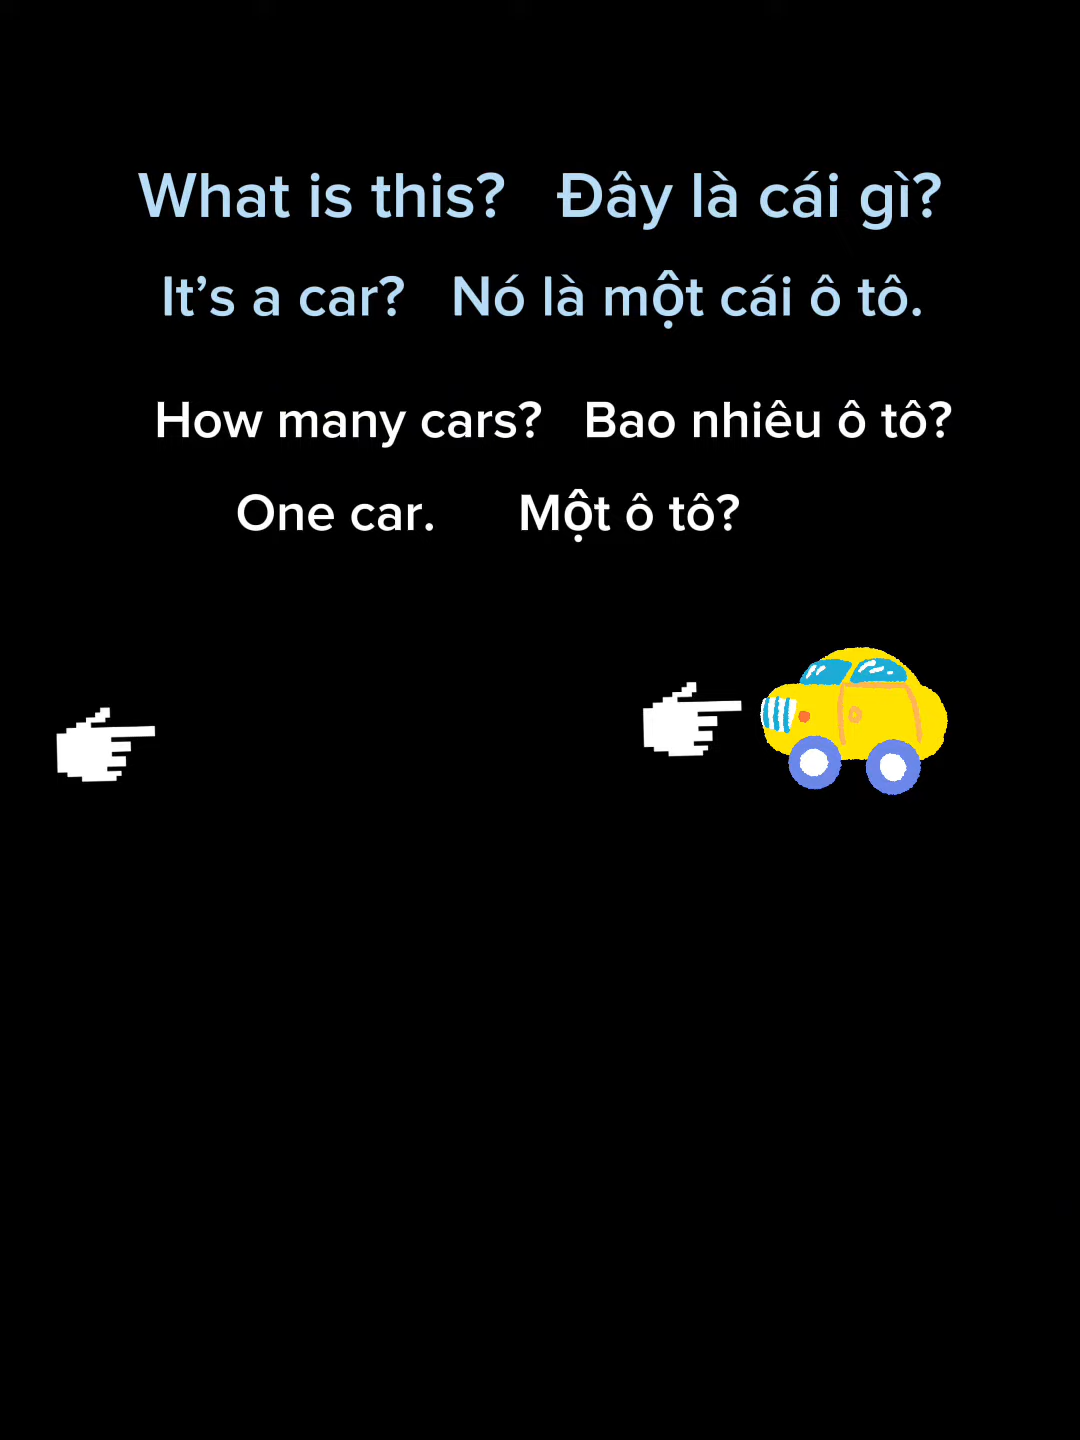 What is this? Đây là cái gì?
It’s a car? Nó là một cái ô tô.
How many cars? Bao nhiêu ô tô?
One car. Một ô tô?